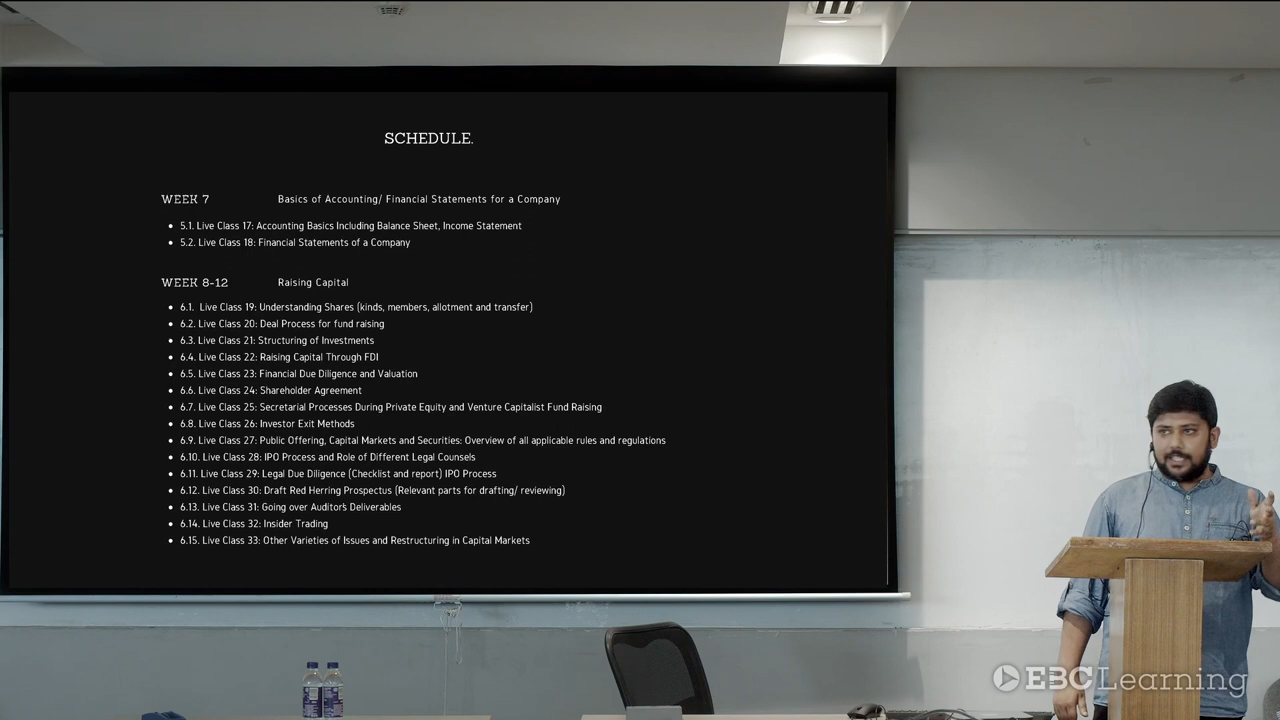 SCHEDULE.
WEEK 7 Basics of Accounting/ Financial Statements for a Company
• 5.1. Live Class 17: Accounting Basics Including Balance Sheet, Income Statement
• 5.2. Live Class 18: Financial Statements of a Company
WEEK 8-12 Raising Capital
• 6.1. Live Class 19: Understanding Shares (kinds, members, allotment and transfer)
• 6.2. Live Class 20: Deal Process for fund raising
• 6.3. Live Class 21: Structuring of Investments
• 6.4. Live Class 22: Raising Capital Through FDI
• 6.5. Live Class 23: Financial Due Diligence and Valuation
• 6.6. Live Class 24: Shareholder Agreement
• 6.7. Live Class 25: Secretarial Processes During Private Equity and Venture Capitalist Fund Raising
• 6.8. Live Class 26: Investor Exit Methods
• 6.9. Live Class 27: Public Offering, Capital Markets and Securities: Overview of all applicable rules and regulations
• 6.10. Live Class 28: IPO Process and Role of Different Legal Counsels
• 6.11. Live Class 29: Legal Due Diligence (Checklist and report) IPO Process
• 6.12. Live Class 30: Draft Red Herring Prospectus (Relevant parts for drafting/ reviewing)
• 6.13. Live Class 31: Going over Auditor's Deliverables
• 6.14. Live Class 32: Insider Trading
• 6.15. Live Class 33: Other Varieties of Issues and Restructuring in Capital Markets
EBC Learning